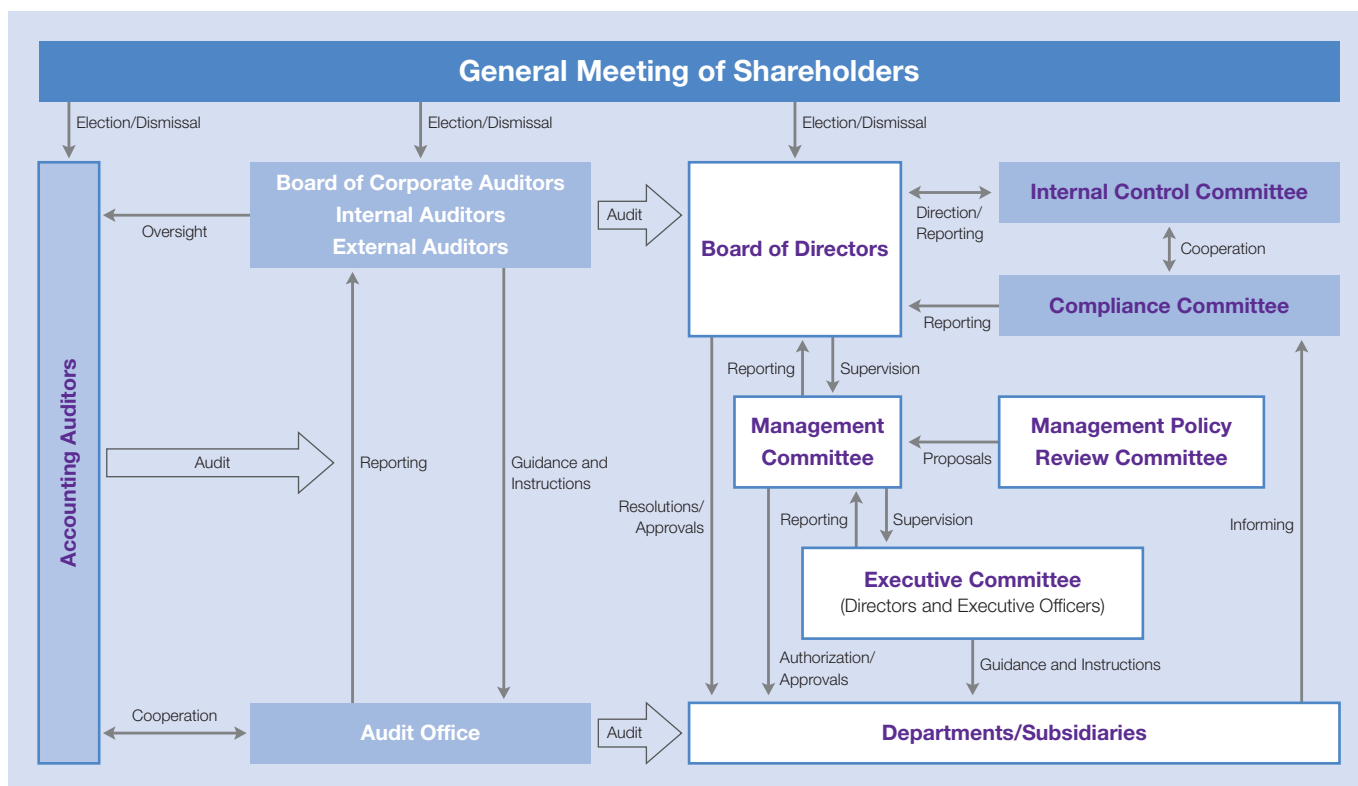 General Meeting of Shareholders
Election/Dismissal
Election/Dismissal
Election/Dismissal
Accounting Auditors
Board of Corporate Auditors
Internal Auditors
External Auditors
Oversight
Audit
Board of Directors
Direction/
Reporting
Internal Control Committee
Cooperation
Compliance Committee
Reporting
Reporting
Supervision
Management
Committee
Proposals
Management Policy
Review Committee
Audit
Reporting
Guidance and
Instructions
Resolutions/
Approvals
Reporting
Supervision
Informing
Executive Committee
(Directors and Executive Officers)
Authorization/
Approvals
Guidance and Instructions
Cooperation
Audit Office
Audit
Departments/Subsidiaries